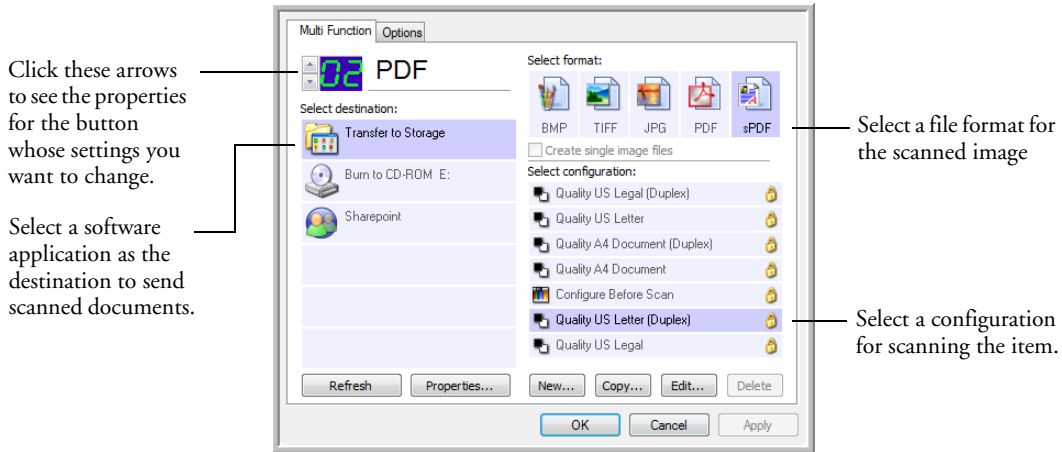 Click these arrows
to see the properties
for the button
whose settings you
want to change.
Select a software
application as the
destination to send
scanned documents.
Multi Function
Options
02 PDF
Select destination:
Transfer to Storage
Burn to CD-ROM E:
Sharepoint
Refresh
Properties...
Select format:
BMP TIFF JPG PDF sPDF
Create single image files
Select configuration:
Quality US Legal (Duplex)
Quality US Letter
Quality A4 Document (Duplex)
Quality A4 Document
Configure Before Scan
Quality US Letter (Duplex)
Quality US Legal
New... Copy... Edit... Delete
OK Cancel Apply
Select a file format for
the scanned image
Select a configuration
for scanning the item.